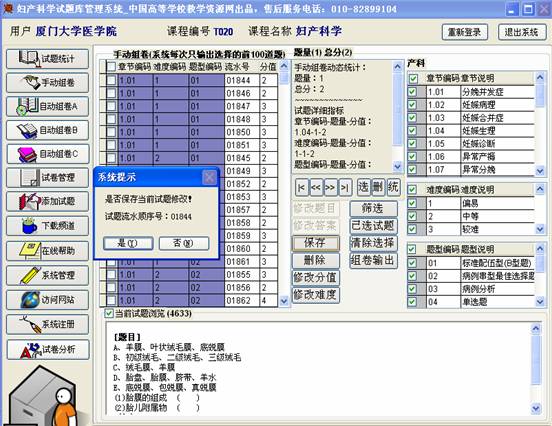 妇产科学试题库管理系统_中国高等学校教学资源网出品，售后服务电话：010-82899104
用户 厦门大学医学院 课程编号 T020 课程名称 妇产科学 重新登录 退出系统
试题统计
手动组卷
自动组卷A
自动组卷B
自动组卷C
试卷管理
添加试题
下载频道
在线帮助
系统管理
访问网站
系统注册
试卷分析
手动组卷(系统每次只输出选择的前100道题)
章节编码 难度编码 题型编码 流水号 分值
1.01 1 01 01844 2
1.01 1 01 01847 3
1.01 1 01 01848 3
1.01 1 01 01850 3
1.01 1 01 01851 3
1.01 2 01 01845 2
01849 3
01852 3
01853 2
01855 2
01857 2
01858 2
01859 3
01860 2
1.01 1 02 01861 2
1.01 2 02 01856 3
1.01 2 02 01862 4
系统提示
是否保存当前试题修改！
试题流水顺序号：01844
是(Y) 否(N)
题量(1) 总分(2)
手动组卷动态统计：
题量：1
总分：2
~~~~~~~~~~~~~~
试题详细指标
章节编码-题量-分值：
1.04-1-2
难度编码-题量-分值：
1-1-2
题型编码-题量-分值：
|< << >> >| 选 删 统
修改题目 筛选
修改答案 已选试题
保存 清除选择
删除 组卷输出
修改分值
修改难度
产科
章节编码 章节说明
1.01 分娩并发症
1.02 妊娠病理
1.03 妊娠合并症
1.04 妊娠生理
1.05 妊娠诊断
1.06 异常产褥
1.07 异常分娩
难度编码 难度说明
1 偏易
2 中等
3 较难
题型编码 题型说明
01 标准配伍型(B型题)
02 病例串型最佳选择题
03 病例分析
04 单选题
当前试题浏览 (4633)
[题目]
A、羊膜、叶状绒毛膜、底蜕膜
B、初级绒毛、二级绒毛、三级绒毛
C、绒毛膜、羊膜
D、胎盘、胎膜、脐带、羊水
E、底蜕膜、包蜕膜、真蜕膜
(1)胎膜的组成 （ ）
(2)胎儿附属物 （ ）